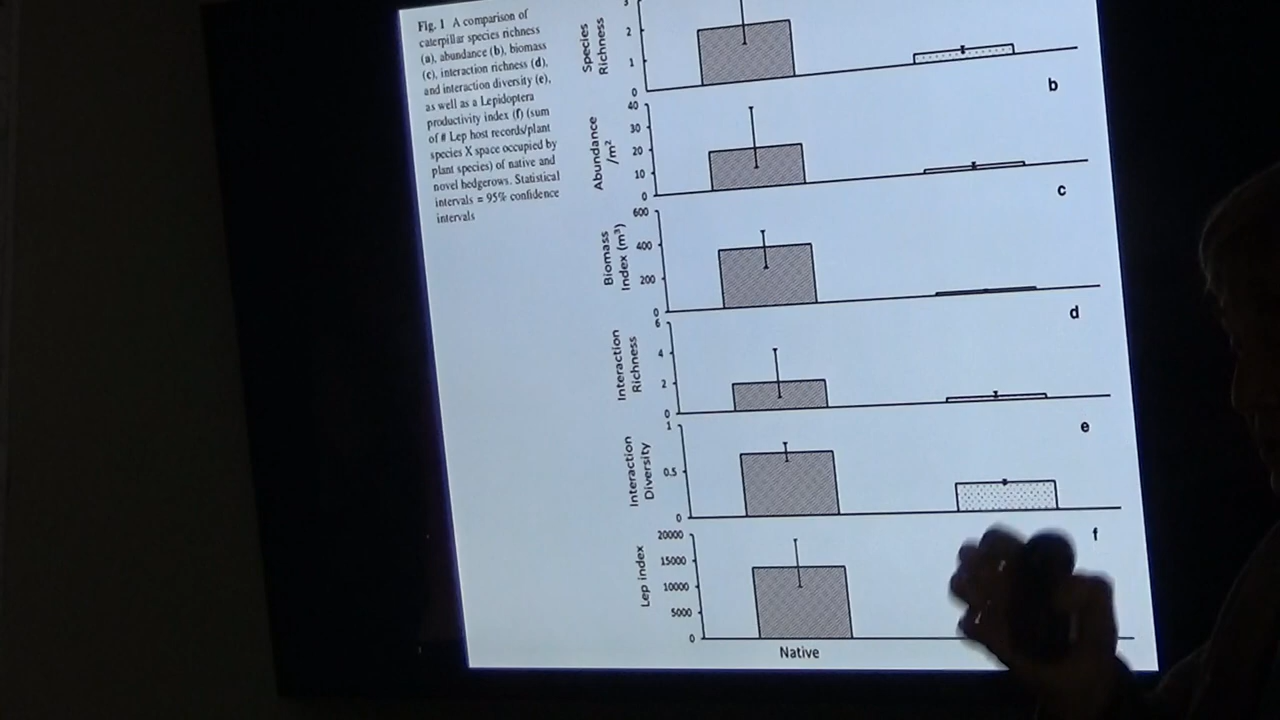 Fig. 1 A comparison of
caterpillar species richness
(a), abundance (b), biomass
(c), interaction richness (d),
and interaction diversity (e),
as well as a Lepidoptera
productivity index (f) (sum
of # Lep host records/plant
species X space occupied by
plant species) of native and
novel hedgerows. Statistical
intervals = 95% confidence
intervals
Species
Richness
3
2
1
0
b
Abundance
/m²
40
30
20
10
0
c
Biomass
Index (m³)
600
400
200
0
d
Interaction
Richness
6
4
2
0
e
Interaction
Diversity
1
0.5
0
f
Lep index
20000
15000
10000
5000
0
Native